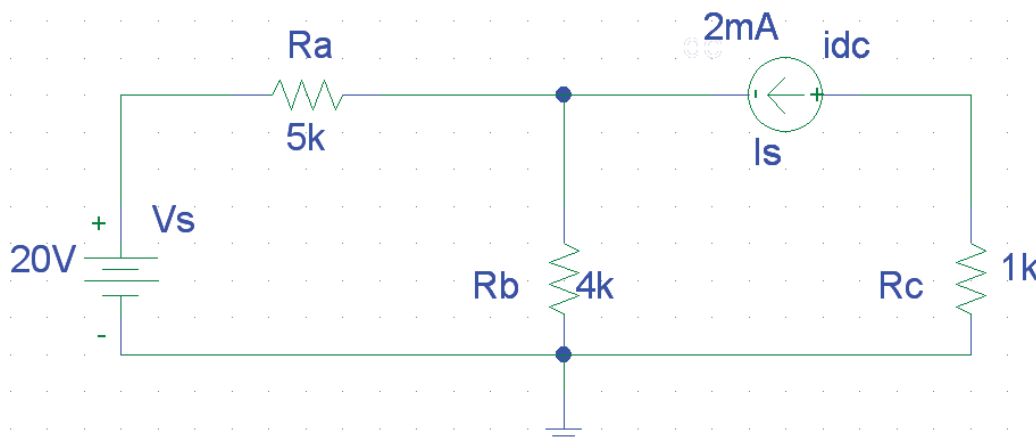 2mA
Ra
idc
5k
-
+
Is
+
Vs
20V
-
Rb
4k
Rc
1k